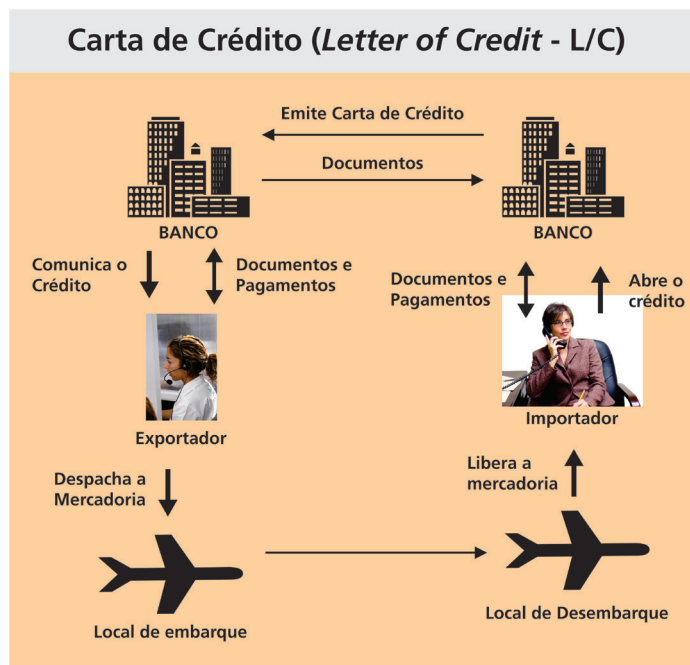 Carta de Crédito (Letter of Credit - L/C)
Emite Carta de Crédito
Documentos
BANCO
BANCO
Comunica o
Crédito
Documentos e
Pagamentos
Documentos e
Pagamentos
Abre o
crédito
Exportador
Importador
Despacha a
Mercadoria
Libera a
mercadoria
Local de embarque
Local de Desembarque